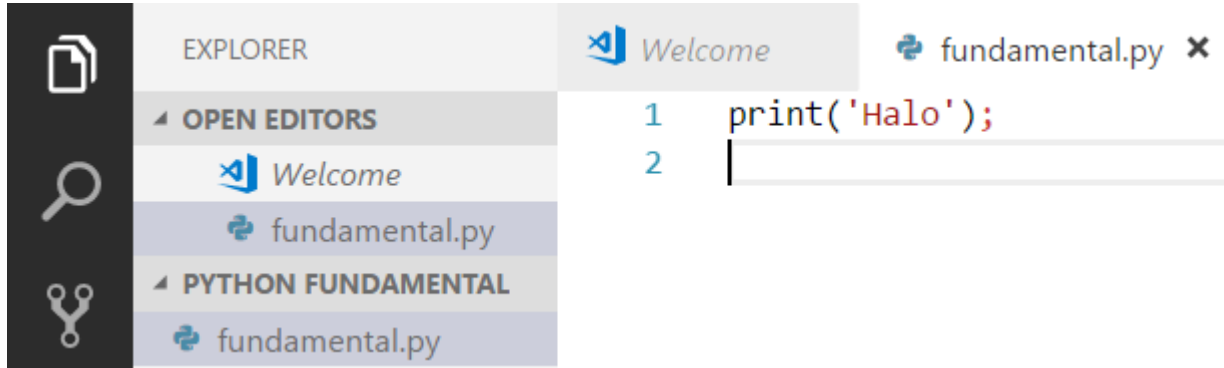 EXPLORER
OPEN EDITORS
Welcome
fundamental.py
PYTHON FUNDAMENTAL
fundamental.py
Welcome
fundamental.py
1 print('Halo');
2